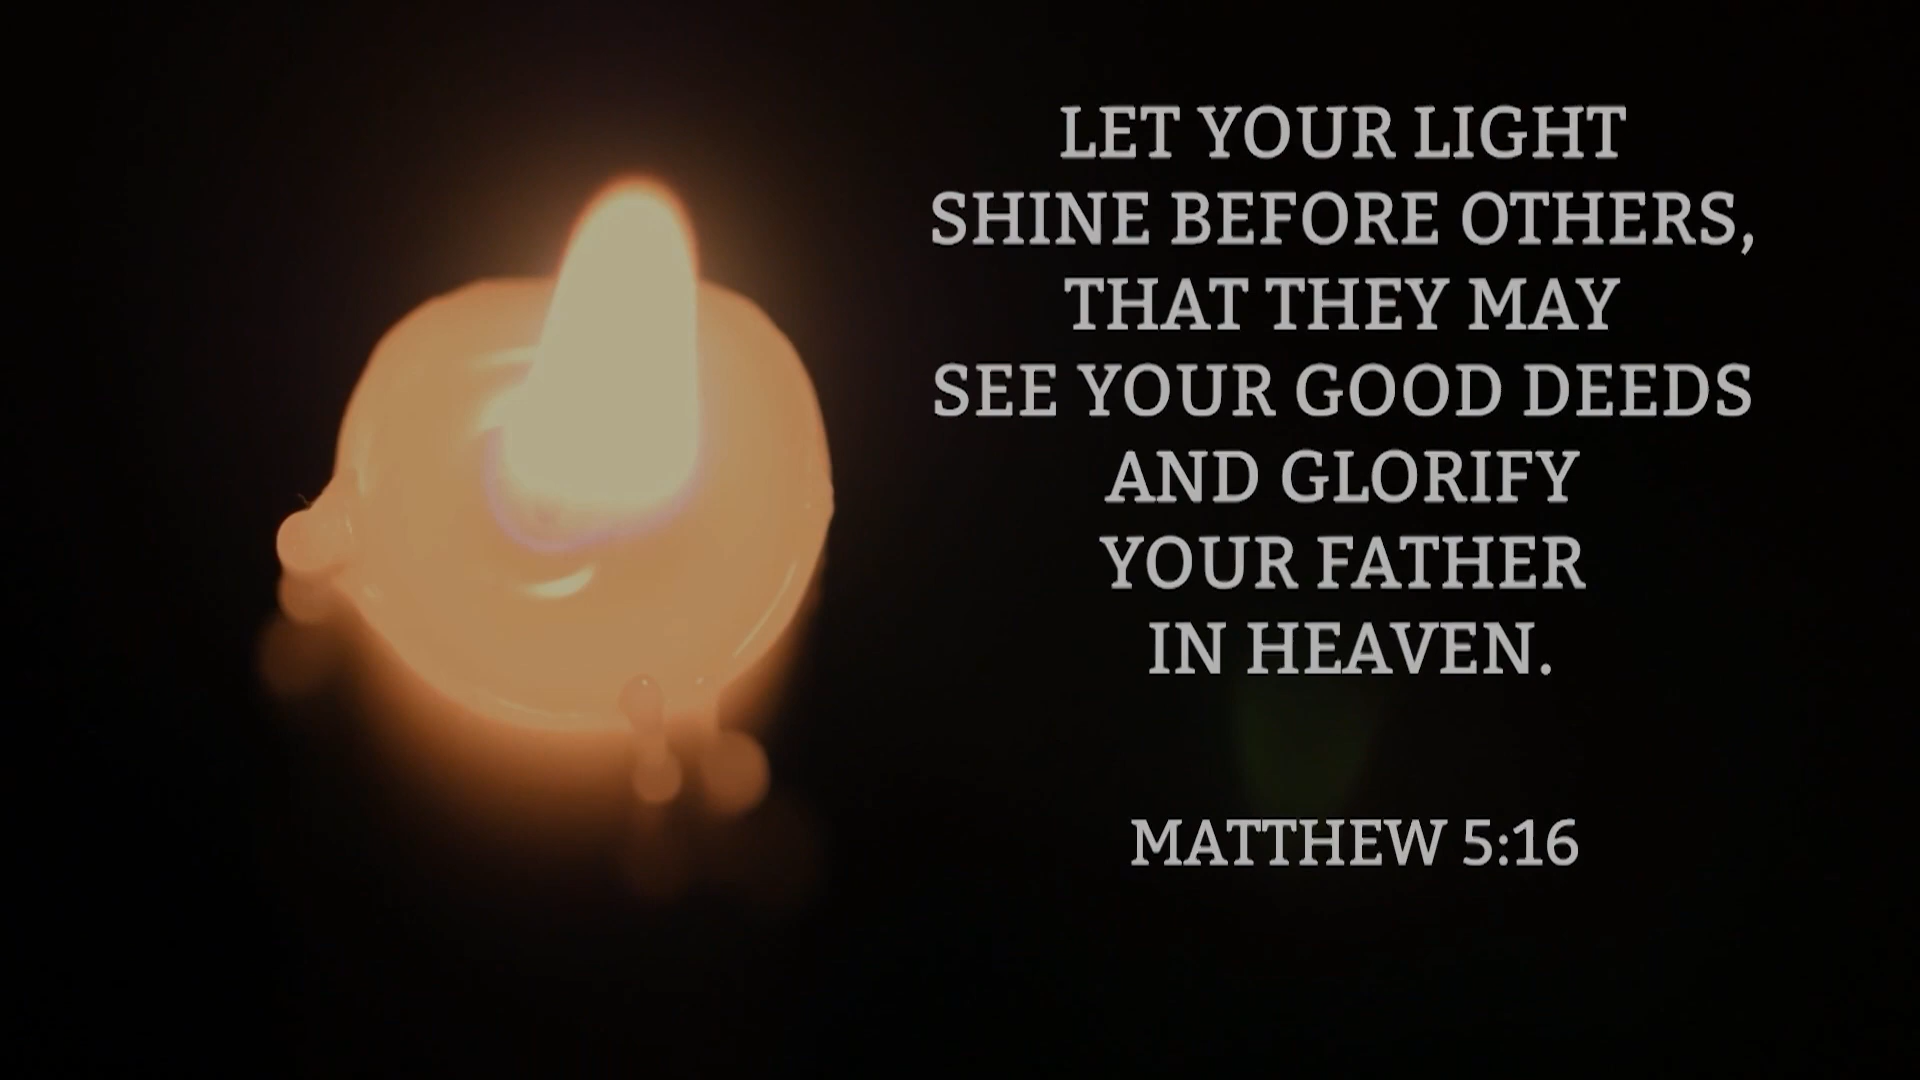 LET YOUR LIGHT
SHINE BEFORE OTHERS,
THAT THEY MAY
SEE YOUR GOOD DEEDS
AND GLORIFY
YOUR FATHER
IN HEAVEN.
MATTHEW 5:16